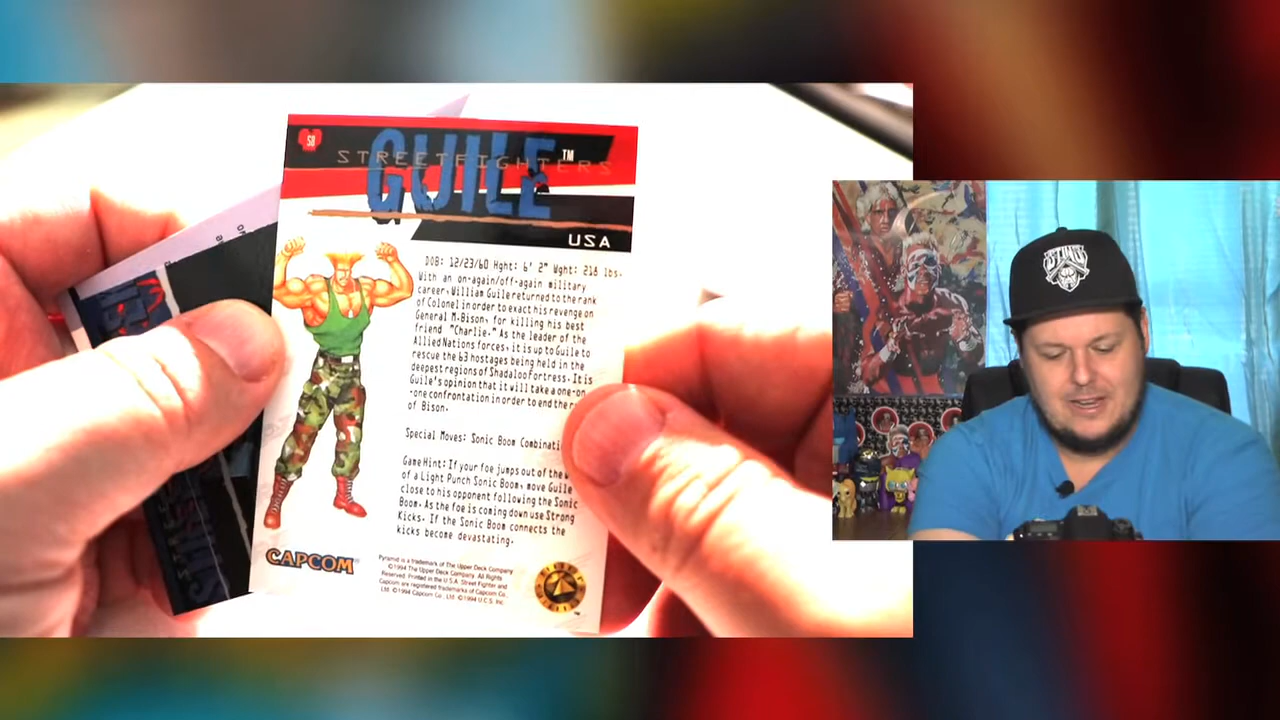 58
GUILE™
STREETFIGHTERS
USA
DOB: 12/23/60 Hght: 6' 2" Wght: 218 lbs.
With an on-again/off-again military
career, William Guile returned to the rank
of Colonel in order to exact his revenge on
General M. Bison, for killing his best
friend "Charlie." As the leader of the
Allied Nations forces, it is up to Guile to
rescue the 63 hostages being held in the
deepest regions of Shadaloo Fortress. It is
Guile's opinion that it will take a one-on-
-one confrontation in order to end the
of Bison.
Special Moves: Sonic Boom
Game Hint: If your foe jumps out of the
of a Light Punch Sonic Boom, move Guile
close to his opponent following the Sonic
Boom. As the foe is coming down use Strong
Kicks. If the Sonic Boom connects the
kicks become devastating.
CAPCOM
Pyramid is a trademark of The Upper Deck Company
©1994 The Upper Deck Company. All Rights
Reserved. Printed in the U.S.A. Street Fighter and
Capcom are registered trademarks of Capcom Co.,
Ltd. ©1994 Capcom Co., Ltd. ©1994 U.C.S. Inc.
STING